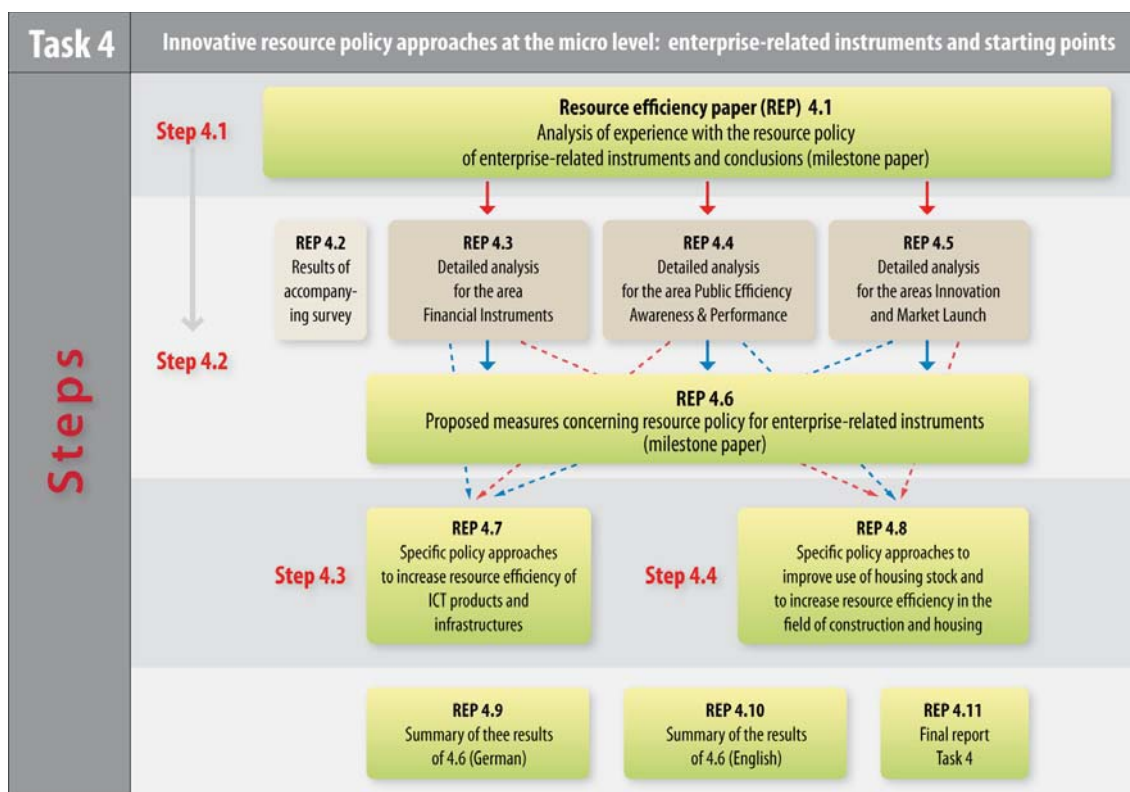 Task 4
Innovative resource policy approaches at the micro level: enterprise-related instruments and starting points
Steps
Step 4.1
Resource efficiency paper (REP) 4.1
Analysis of experience with the resource policy
of enterprise-related instruments and conclusions (milestone paper)
REP 4.2
Results of
accompany-
ing survey
REP 4.3
Detailed analysis
for the area
Financial Instruments
REP 4.4
Detailed analysis
for the area Public Efficiency
Awareness & Performance
REP 4.5
Detailed analysis
for the areas Innovation
and Market Launch
Step 4.2
REP 4.6
Proposed measures concerning resource policy for enterprise-related instruments
(milestone paper)
Step 4.3
REP 4.7
Specific policy approaches
to increase resource efficiency of
ICT products and
infrastructures
Step 4.4
REP 4.8
Specific policy approaches to
improve use of housing stock and
to increase resource efficiency in the
field of construction and housing
REP 4.9
Summary of thee results
of 4.6 (German)
REP 4.10
Summary of the results
of 4.6 (English)
REP 4.11
Final report
Task 4